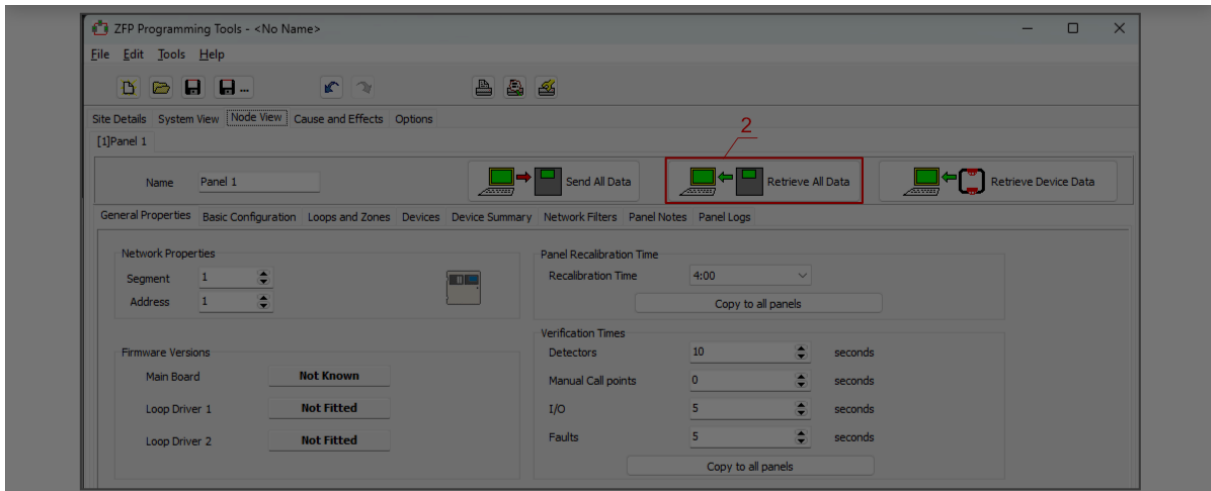 ZFP Programming Tools - <No Name>
File Edit Tools Help
...
Site Details System View Node View Cause and Effects Options
2
[1]Panel 1
Name Panel 1 Send All Data Retrieve All Data Retrieve Device Data
General Properties Basic Configuration Loops and Zones Devices Device Summary Network Filters Panel Notes Panel Logs
Network Properties Panel Recalibration Time
Segment 1 Recalibration Time 4:00
Address 1 Copy to all panels
Verification Times
Firmware Versions Detectors 10 seconds
Main Board Not Known Manual Call points 0 seconds
Loop Driver 1 Not Fitted I/O 5 seconds
Loop Driver 2 Not Fitted Faults 5 seconds
Copy to all panels